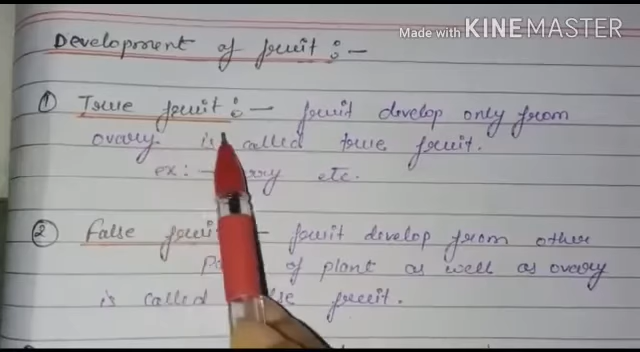 Made with KINEMASTER
Development of fruit :-
① True fruit :- fruit develop only from
ovary is called true fruit.
ex: - rry etc.
② False fruit - fruit develop from other
of plant as well as ovary
is called fruit.